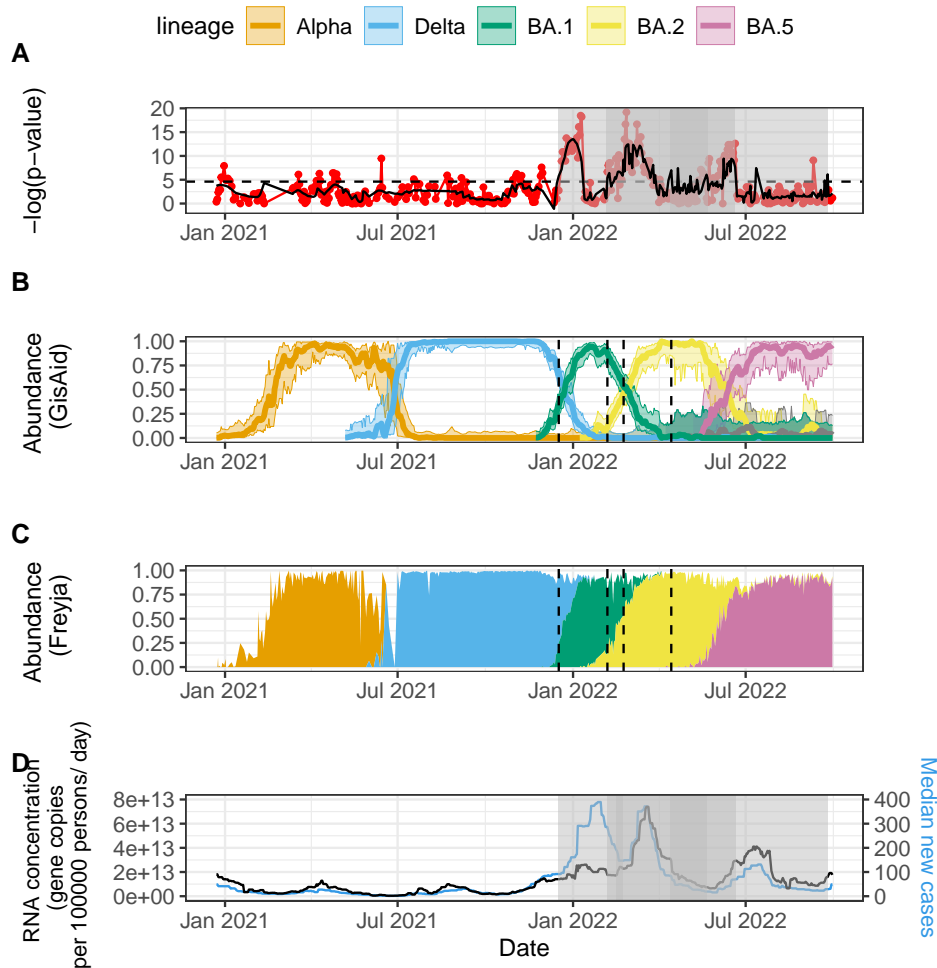 lineage Alpha Delta BA.1 BA.2 BA.5
A
−log(p−value)
20
15
10
5
0
Jan 2021 Jul 2021 Jan 2022 Jul 2022
B
Abundance
(GisAid)
1.00
0.75
0.50
0.25
0.00
Jan 2021 Jul 2021 Jan 2022 Jul 2022
C
Abundance
(Freyja)
1.00
0.75
0.50
0.25
0.00
Jan 2021 Jul 2021 Jan 2022 Jul 2022
D
RNA concentration
(gene copies
per 100000 persons/ day)
8e+13
6e+13
4e+13
2e+13
0e+00
400
300
200
100
0
Median new cases
Jan 2021 Jul 2021 Jan 2022 Jul 2022
Date